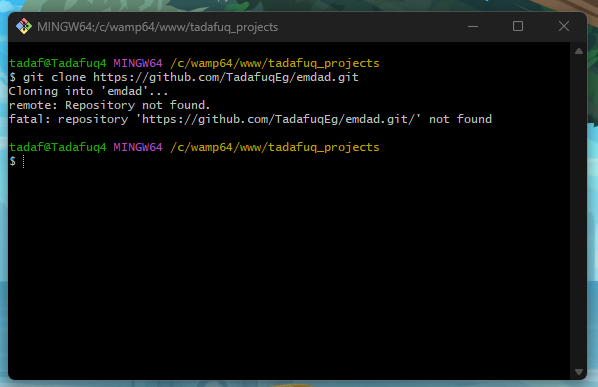 MINGW64:/c/wamp64/www/tadafuq_projects
tadaf@Tadafuq4 MINGW64 /c/wamp64/www/tadafuq_projects
$ git clone https://github.com/TadafuqEg/emdad.git
Cloning into 'emdad'...
remote: Repository not found.
fatal: repository 'https://github.com/TadafuqEg/emdad.git/' not found
tadaf@Tadafuq4 MINGW64 /c/wamp64/www/tadafuq_projects
$